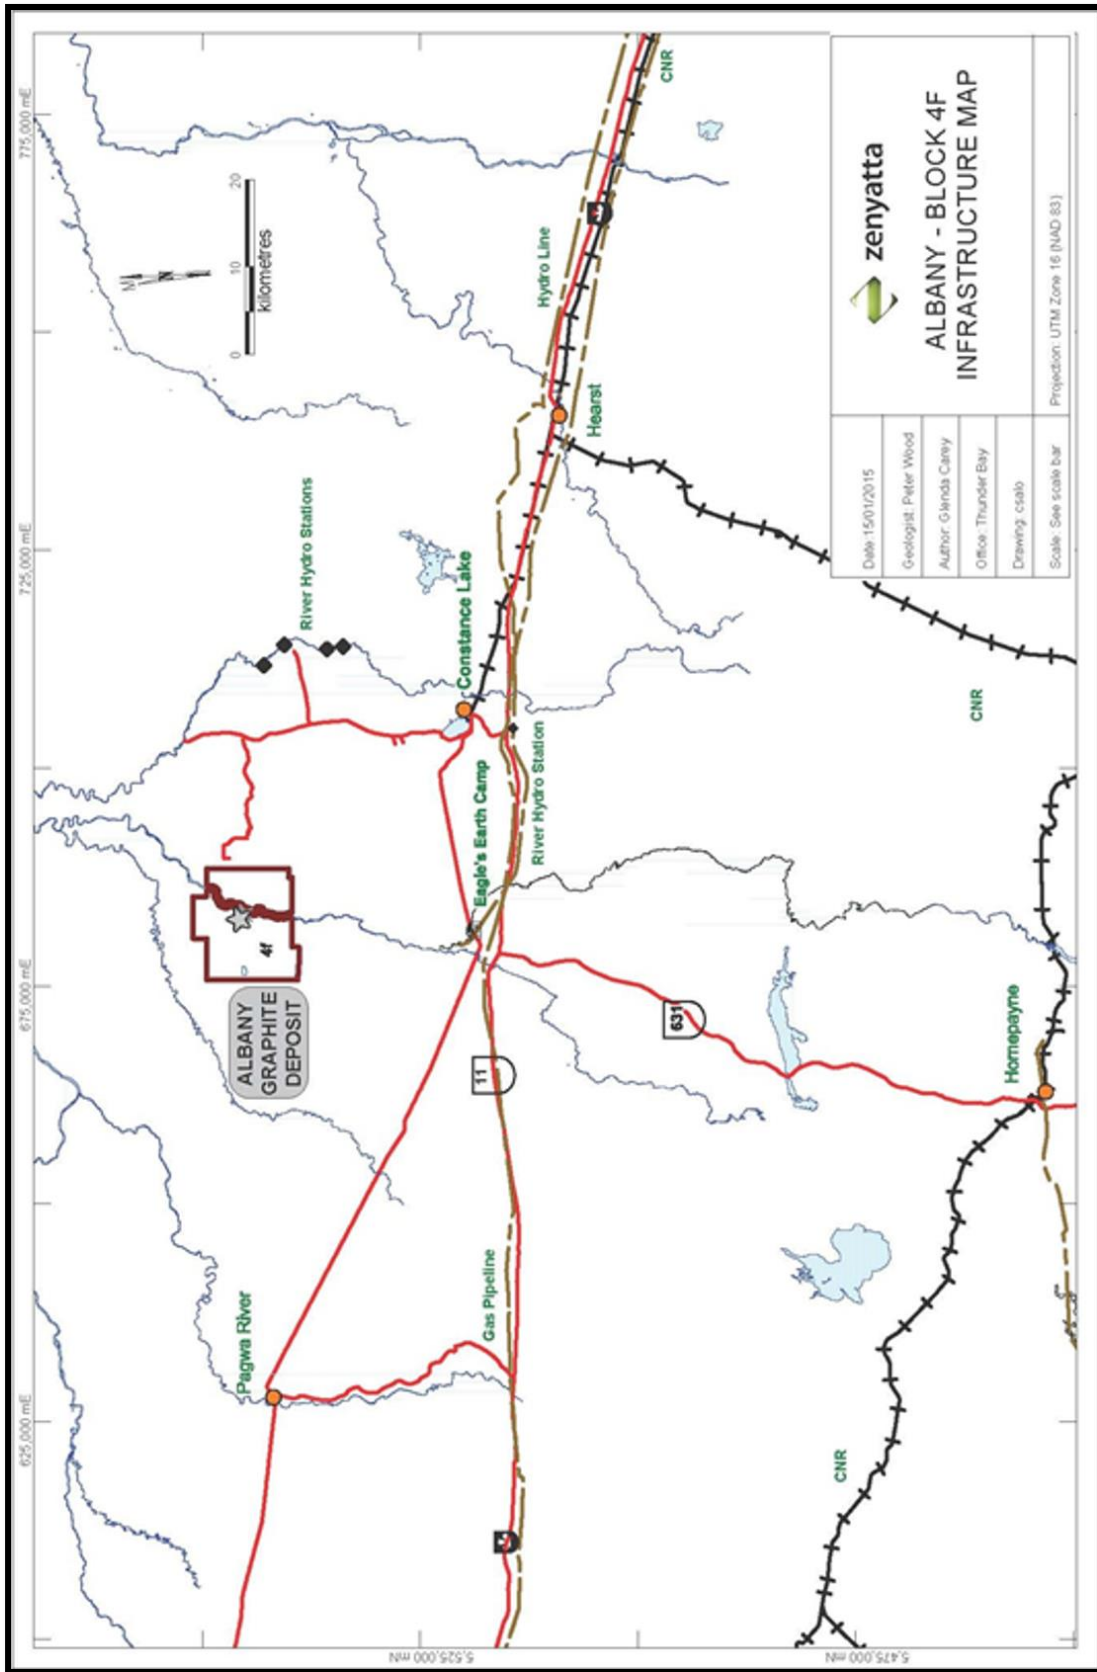 775,000 mE
725,000 mE
675,000 mE
625,000 mE
5,525,000 mN
5,475,000 mN
N
0 10 20
kilometres
River Hydro Stations
Constance Lake
Hydro Line
CNR
Hearst
Eagle's Earth Camp
River Hydro Station
4f
ALBANY
GRAPHITE
DEPOSIT
11
631
Pagwa River
Gas Pipeline
Hornepayne
CNR
CNR
zenyatta
ALBANY - BLOCK 4F
INFRASTRUCTURE MAP
Date: 15/01/2015
Geologist: Peter Wood
Author: Glenda Carey
Office: Thunder Bay
Drawing: csalo
Scale: See scale bar
Projection: UTM Zone 16 (NAD 83)